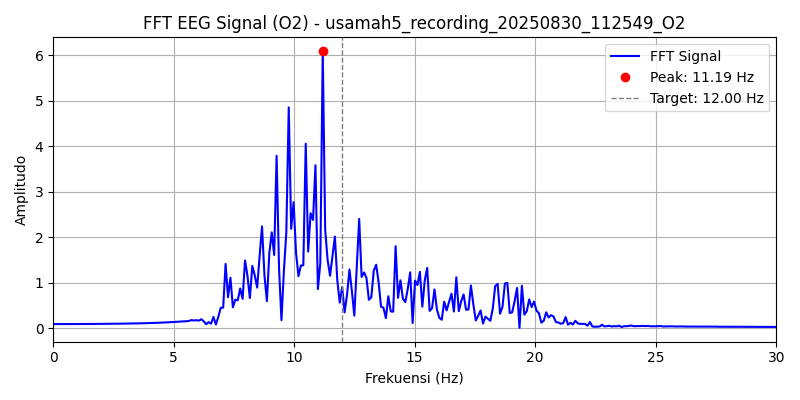 FFT EEG Signal (O2) - usamah5_recording_20250830_112549_O2
FFT Signal
Peak: 11.19 Hz
Target: 12.00 Hz
Amplitudo
6
5
4
3
2
1
0
0 5 10 15 20 25 30
Frekuensi (Hz)